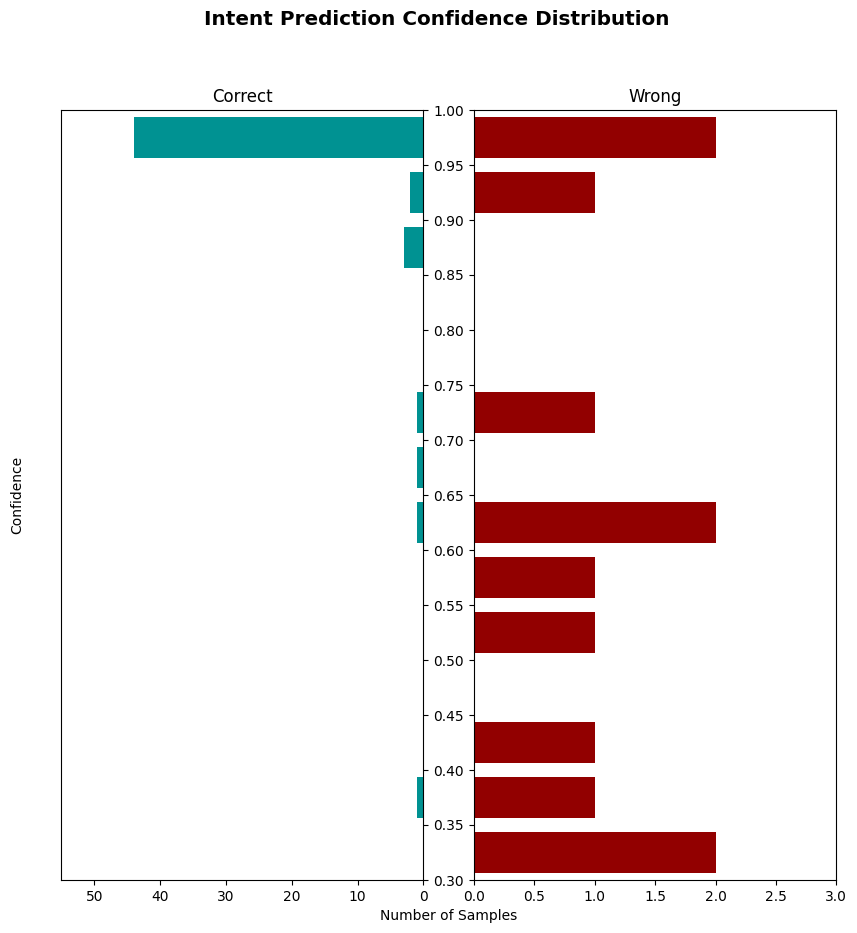 Intent Prediction Confidence Distribution
Correct
Wrong
1.00
0.95
0.90
0.85
0.80
0.75
0.70
0.65
0.60
0.55
0.50
0.45
0.40
0.35
0.30
Confidence
50 40 30 20 10 0
0.0 0.5 1.0 1.5 2.0 2.5 3.0
Number of Samples